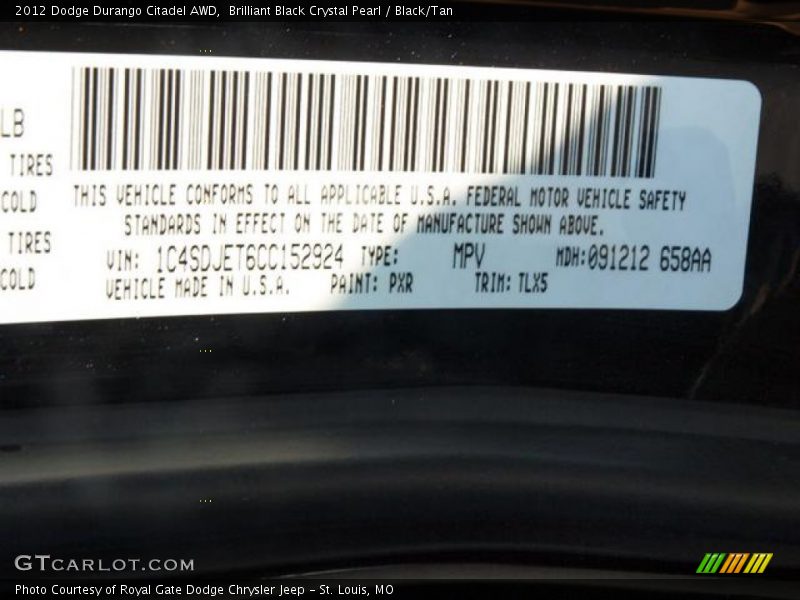 2012 Dodge Durango Citadel AWD,  Brilliant Black Crystal Pearl / Black/Tan
LB
TIRES
COLD
TIRES
COLD
THIS VEHICLE CONFORMS TO ALL APPLICABLE U.S.A. FEDERAL MOTOR VEHICLE SAFETY
STANDARDS IN EFFECT ON THE DATE OF MANUFACTURE SHOWN ABOVE.
VIN: 1C4SDJET6CC152924 TYPE: MPV MDH:091212 658AA
VEHICLE MADE IN U.S.A. PAINT: PXR TRIM: TLX5
GTCARLOT.COM
Photo Courtesy of Royal Gate Dodge Chrysler Jeep – St. Louis, MO